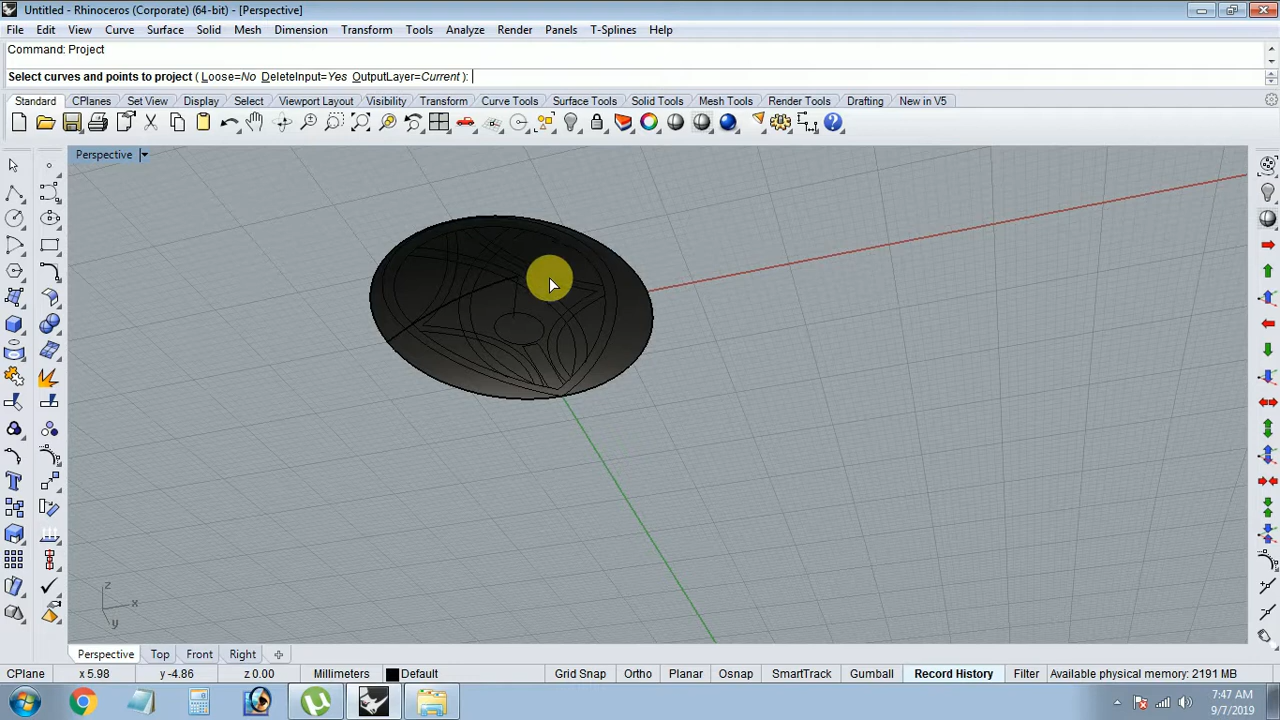 Untitled - Rhinoceros (Corporate) (64-bit) - [Perspective]
File Edit View Curve Surface Solid Mesh Dimension Transform Tools Analyze Render Panels T-Splines Help
Command: Project
Select curves and points to project ( Loose=No DeleteInput=Yes OutputLayer=Current ):
Standard CPlanes Set View Display Select Viewport Layout Visibility Transform Curve Tools Surface Tools Solid Tools Mesh Tools Render Tools Drafting New in V5
Perspective
z
x
y
Perspective Top Front Right
CPlane x 5.98 y -4.86 z 0.00 Millimeters Default Grid Snap Ortho Planar Osnap SmartTrack Gumball Record History Filter Available physical memory: 2191 MB
7:47 AM
9/7/2019